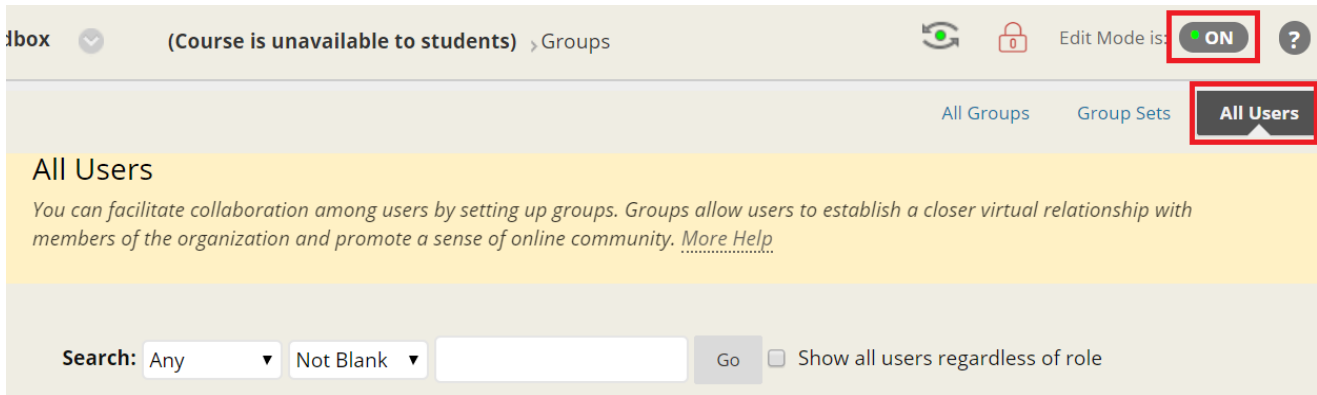 dbox (Course is unavailable to students) > Groups Edit Mode is: ON ?
All Groups Group Sets All Users
All Users
You can facilitate collaboration among users by setting up groups. Groups allow users to establish a closer virtual relationship with
members of the organization and promote a sense of online community. More Help
Search: Any Not Blank Go Show all users regardless of role